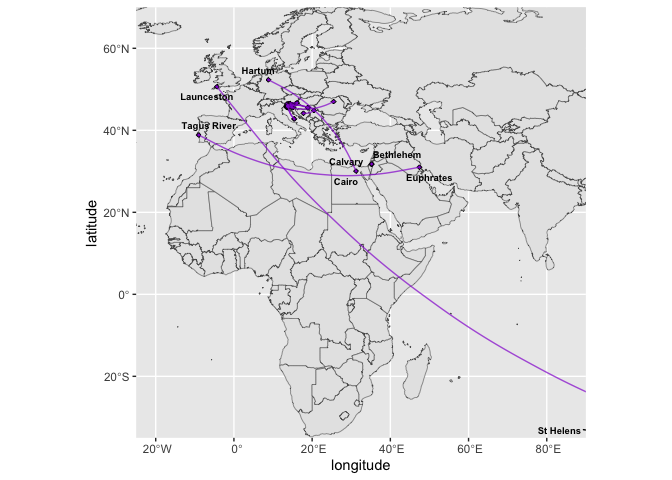 60°N
Hartum
Launceston
40°N
Tagus River
Bethlehem
Calvary
Cairo
Euphrates
20°N
latitude
0°
20°S
St Helens
20°W 0° 20°E 40°E 60°E 80°E
longitude